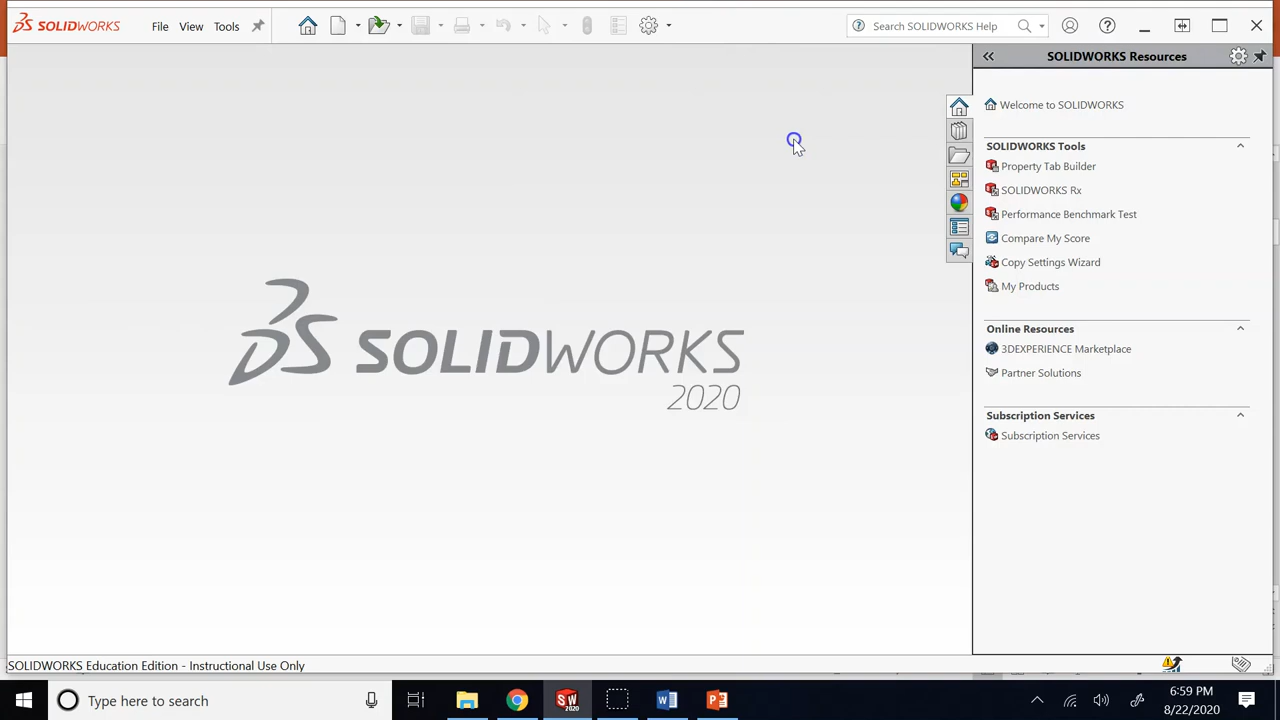 SOLIDWORKS File View Tools Search SOLIDWORKS Help
SOLIDWORKS Resources
Welcome to SOLIDWORKS
SOLIDWORKS Tools
Property Tab Builder
SOLIDWORKS Rx
Performance Benchmark Test
Compare My Score
Copy Settings Wizard
My Products
Online Resources
3DEXPERIENCE Marketplace
Partner Solutions
Subscription Services
Subscription Services
SOLIDWORKS
2020
SOLIDWORKS Education Edition - Instructional Use Only
Type here to search
6:59 PM
8/22/2020